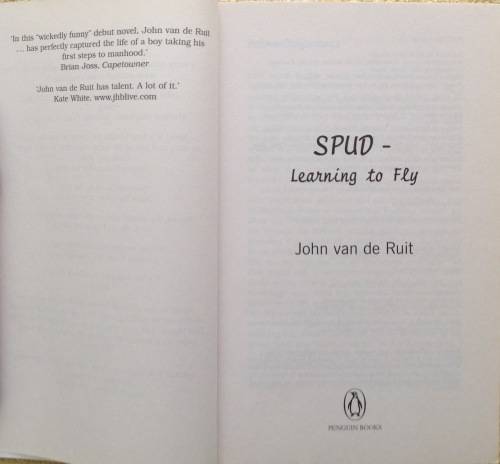 'In this "wickedly funny" debut novel, John van de Ruit
... has perfectly captured the life of a boy taking his
first steps to manhood.'
Brian Joss, Capetowner
'John van de Ruit has talent. A lot of it.'
Kate White, www.jhblive.com
SPUD -
Learning to Fly
John van de Ruit
PENGUIN BOOKS